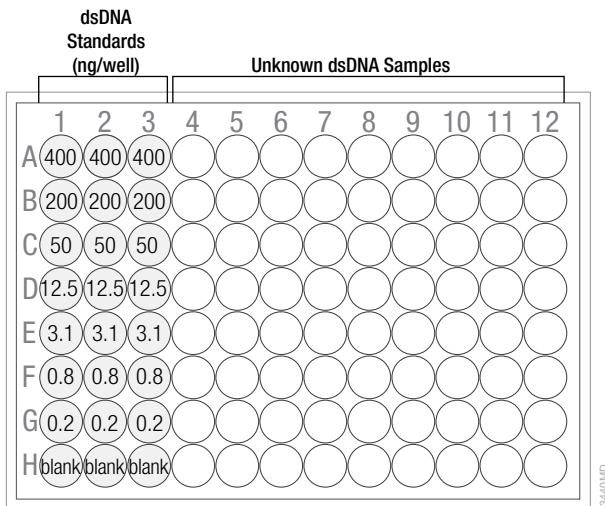 dsDNA
Standards
(ng/well)
Unknown dsDNA Samples
1 2 3 4 5 6 7 8 9 10 11 12
A 400 400 400
B 200 200 200
C 50 50 50
D 12.5 12.5 12.5
E 3.1 3.1 3.1
F 0.8 0.8 0.8
G 0.2 0.2 0.2
H blank blank blank